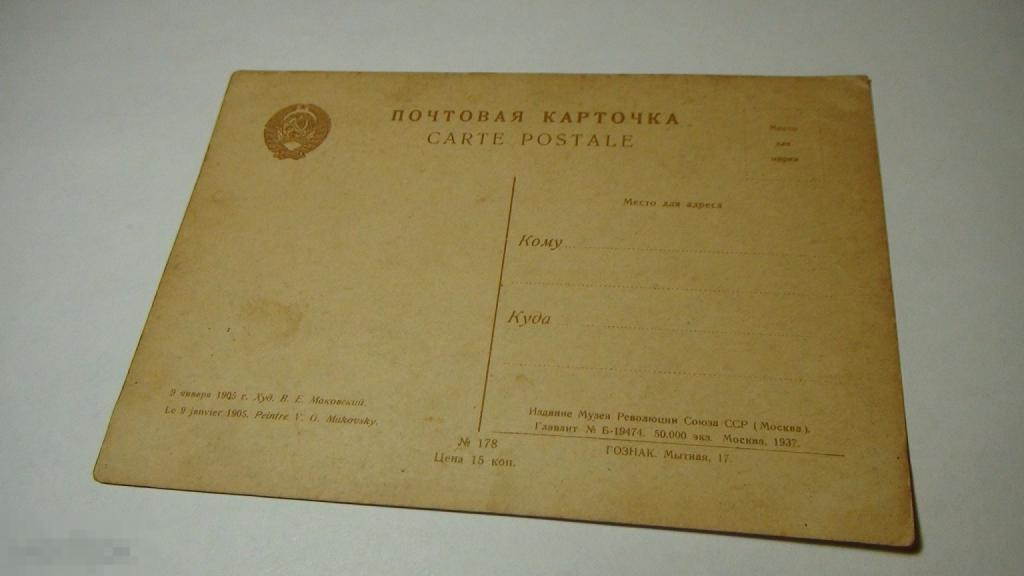 ПОЧТОВАЯ КАРТОЧКА
CARTE POSTALE
Место
для
марки
Место для адреса
Кому
Куда
9 января 1905 г. Худ. В. Е. Маковский.
Le 9 janvier 1905. Peintre V. G. Makovsky.
№ 178
Цена 15 коп.
Издание Музея Революции Союза ССР (Москва).
Главлит № Б-19474. 50.000 экз. Москва, 1937.
ГОЗНАК. Мытная, 17.